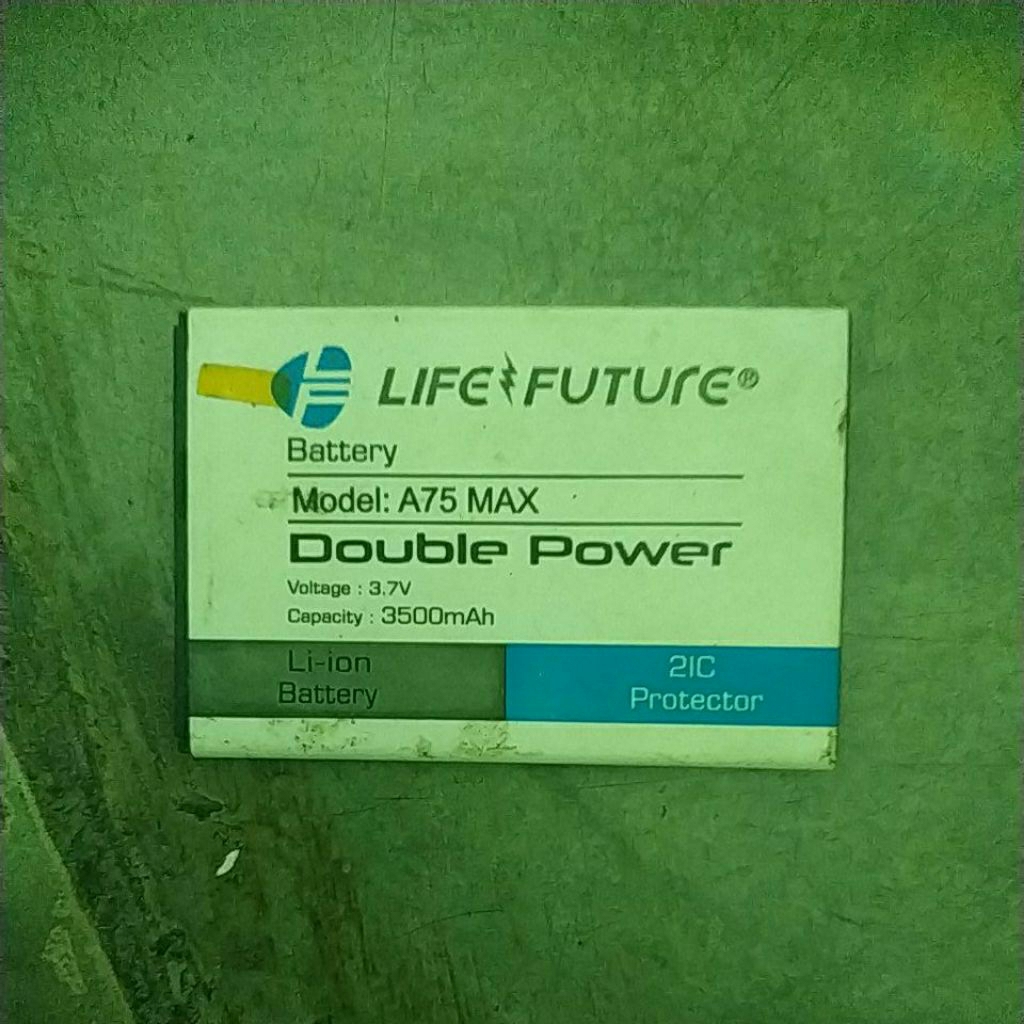 LIFE FUTURE®
Battery
Model: A75 MAX
Double Power
Voltage : 3.7V
Capacity : 3500mAh
Li-ion
Battery
2IC
Protector